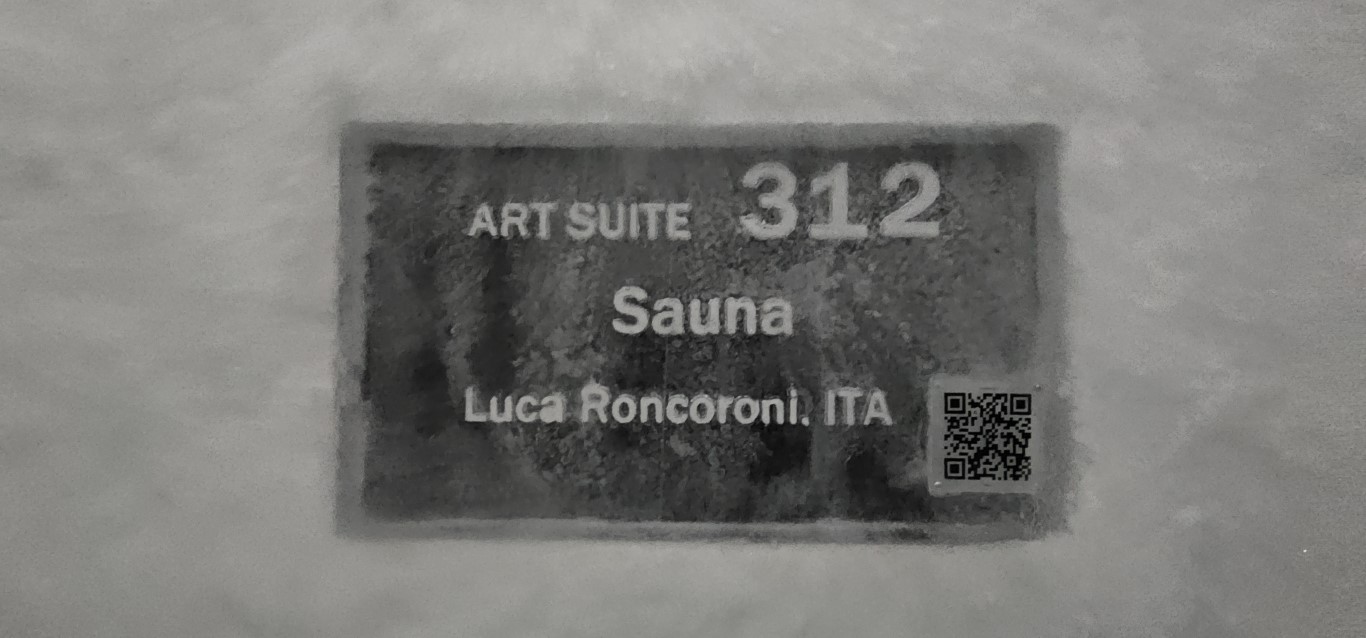 ART SUITE 312
Sauna
Luca Roncoroni, ITA